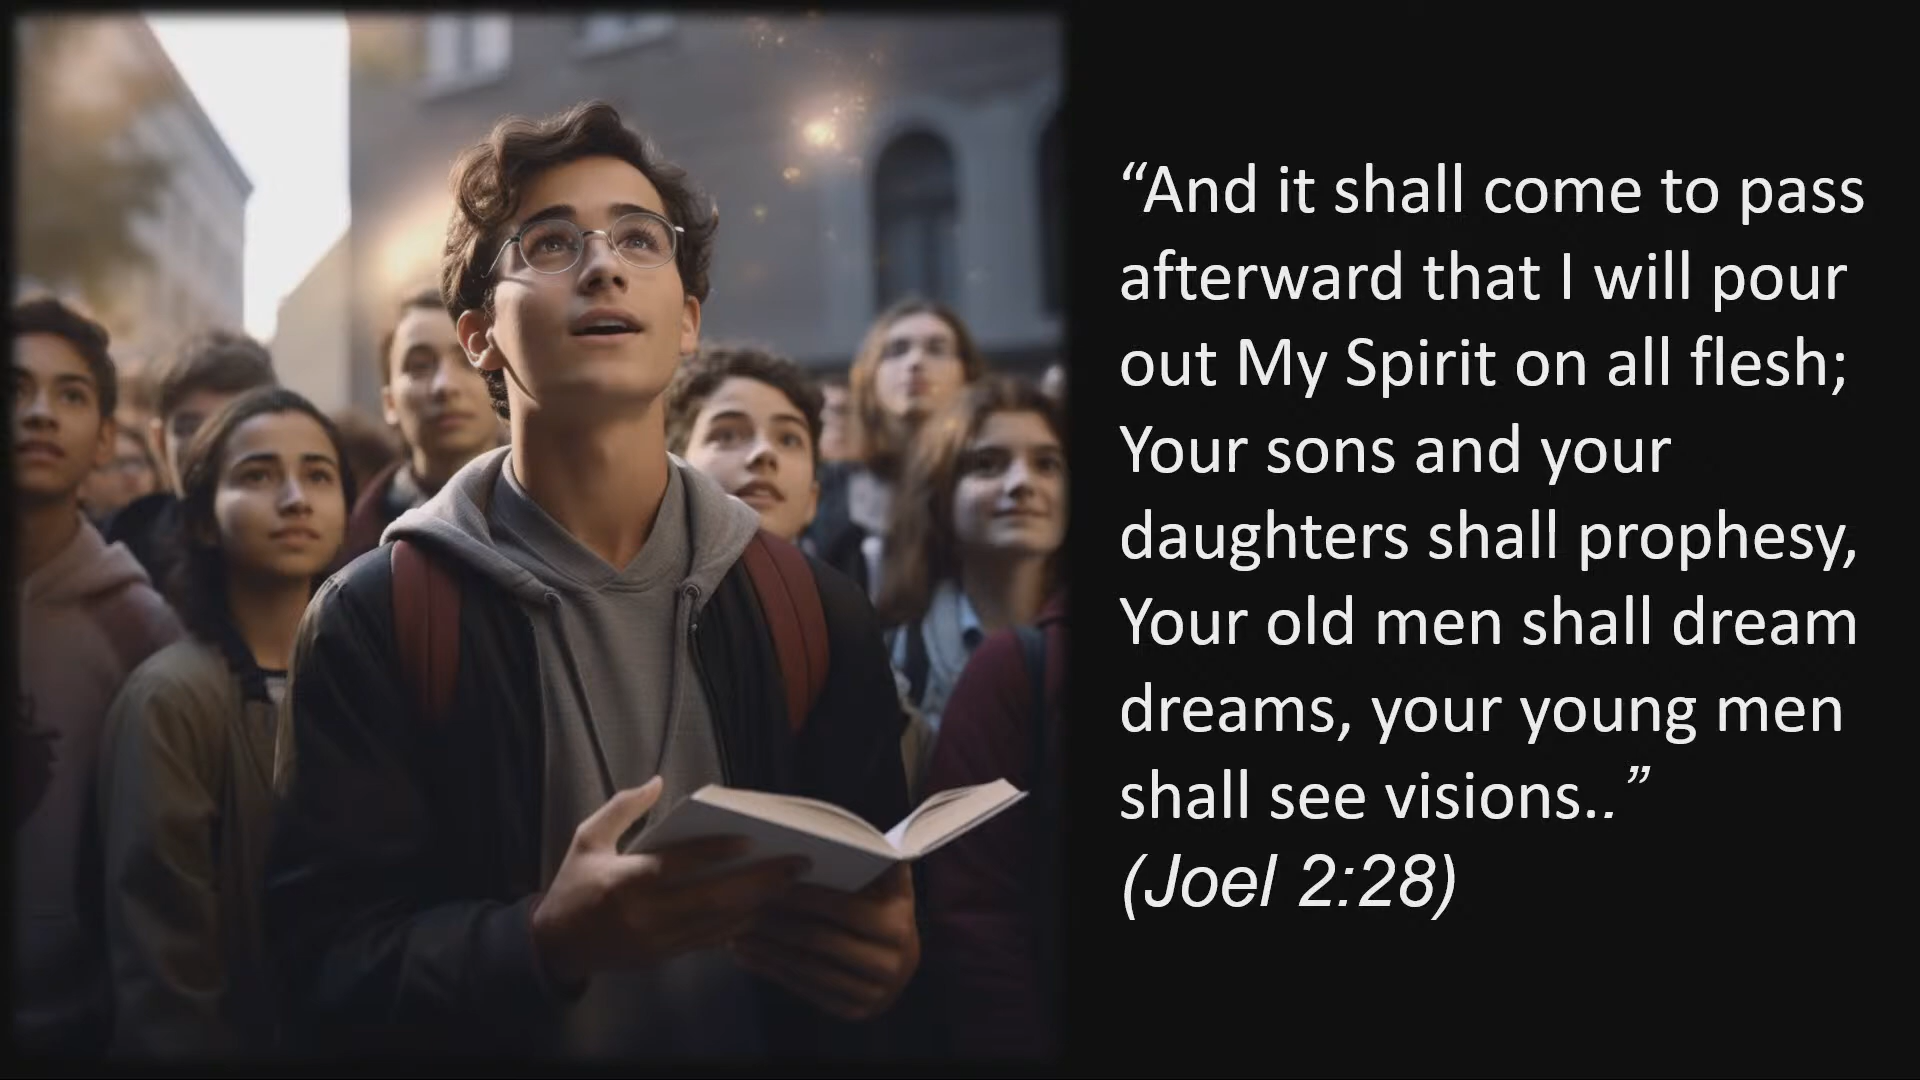 “And it shall come to pass
afterward that I will pour
out My Spirit on all flesh;
Your sons and your
daughters shall prophesy,
Your old men shall dream
dreams, your young men
shall see visions..”
(Joel 2:28)